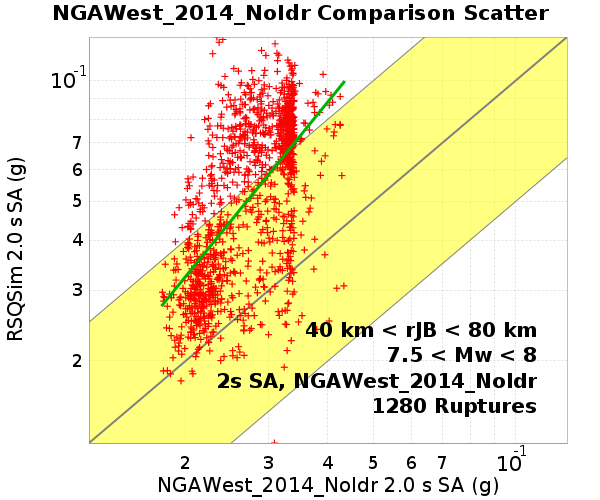 NGAWest_2014_NoIdr Comparison Scatter
10-1
7
6
5
4
3
2
RSQSim 2.0 s SA (g)
40 km < rJB < 80 km
7.5 < Mw < 8
2s SA, NGAWest_2014_NoIdr
1280 Ruptures
2 3 4 5 6 7 10-1
NGAWest_2014_NoIdr 2.0 s SA (g)